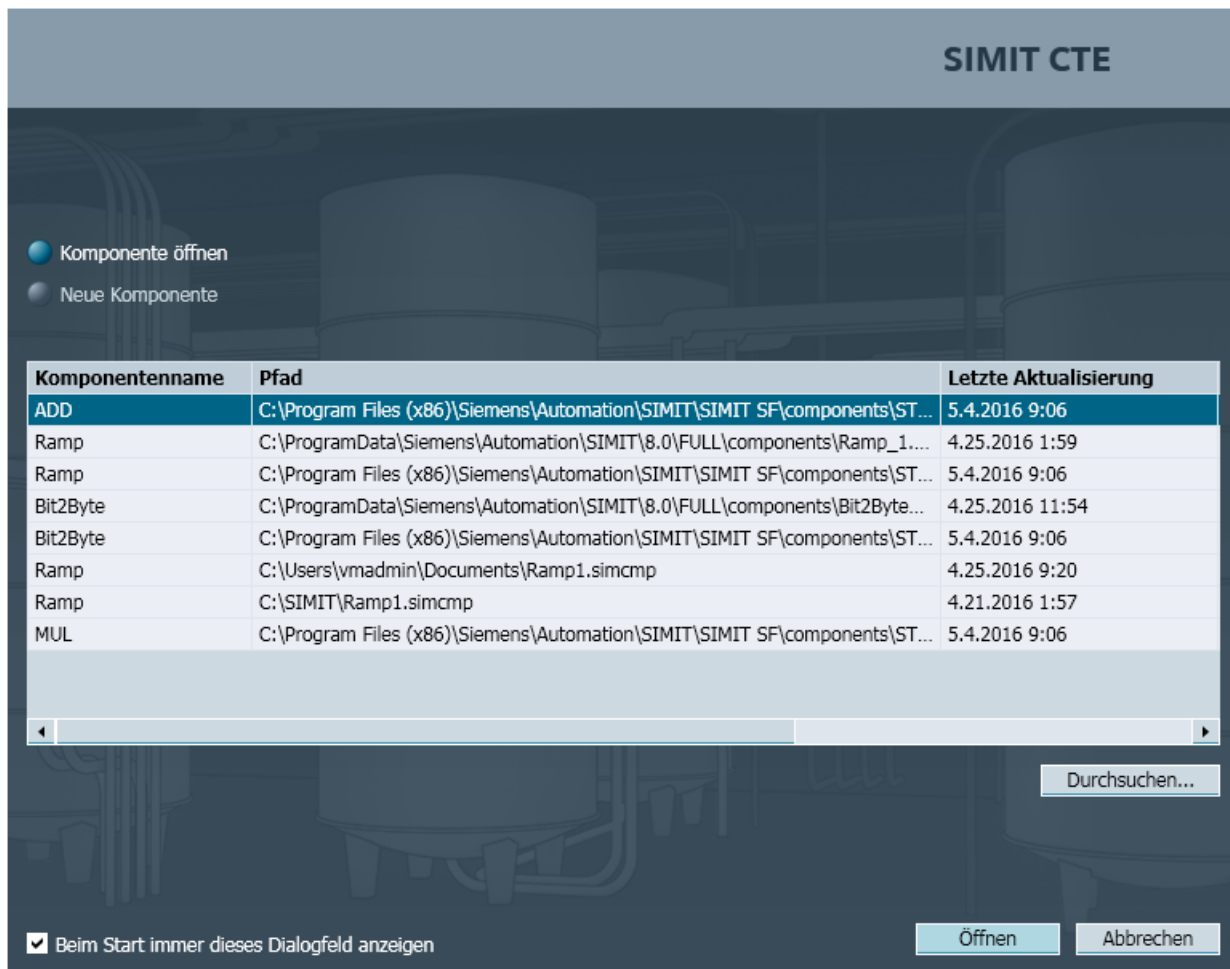 SIMIT CTE
Komponente öffnen
Neue Komponente
Komponentenname Pfad Letzte Aktualisierung
ADD C:\Program Files (x86)\Siemens\Automation\SIMIT\SIMIT SF\components\ST... 5.4.2016 9:06
Ramp C:\ProgramData\Siemens\Automation\SIMIT\8.0\FULL\components\Ramp_1.... 4.25.2016 1:59
Ramp C:\Program Files (x86)\Siemens\Automation\SIMIT\SIMIT SF\components\ST... 5.4.2016 9:06
Bit2Byte C:\ProgramData\Siemens\Automation\SIMIT\8.0\FULL\components\Bit2Byte... 4.25.2016 11:54
Bit2Byte C:\Program Files (x86)\Siemens\Automation\SIMIT\SIMIT SF\components\ST... 5.4.2016 9:06
Ramp C:\Users\vmadmin\Documents\Ramp1.simcmp 4.25.2016 9:20
Ramp C:\SIMIT\Ramp1.simcmp 4.21.2016 1:57
MUL C:\Program Files (x86)\Siemens\Automation\SIMIT\SIMIT SF\components\ST... 5.4.2016 9:06
Durchsuchen...
Beim Start immer dieses Dialogfeld anzeigen
Öffnen
Abbrechen